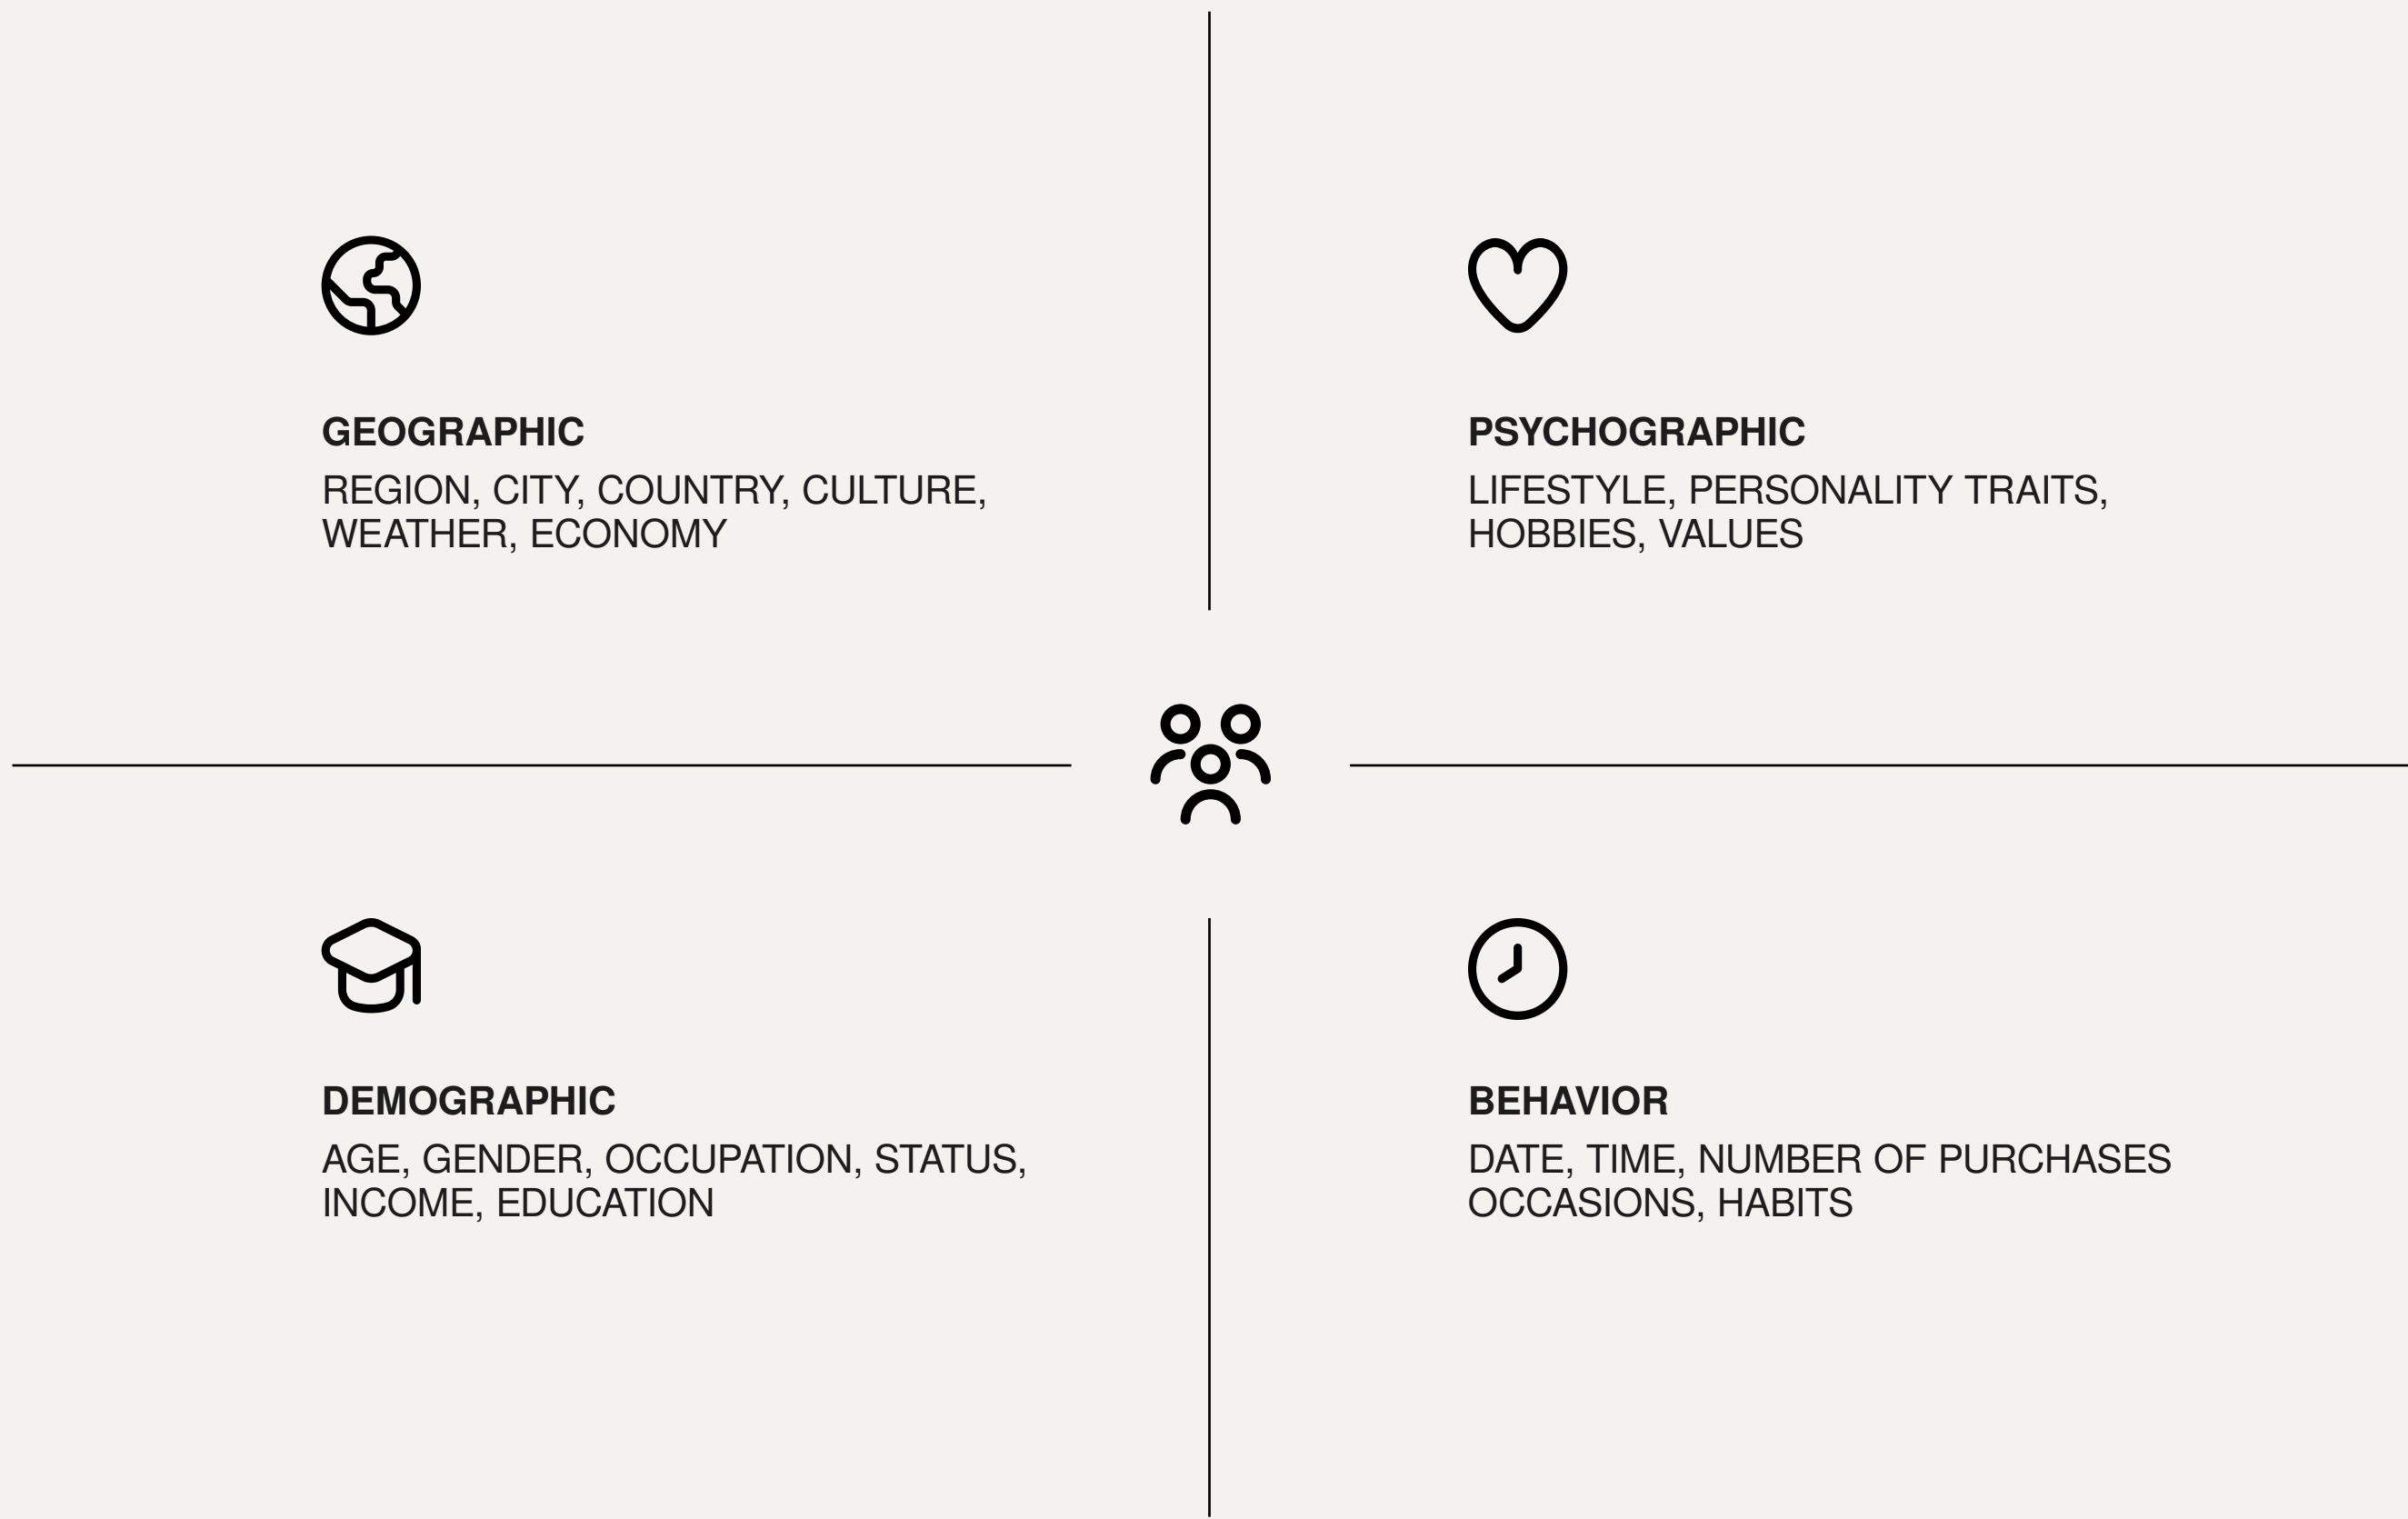 GEOGRAPHIC
REGION, CITY, COUNTRY, CULTURE,
WEATHER, ECONOMY
PSYCHOGRAPHIC
LIFESTYLE, PERSONALITY TRAITS,
HOBBIES, VALUES
DEMOGRAPHIC
AGE, GENDER, OCCUPATION, STATUS,
INCOME, EDUCATION
BEHAVIOR
DATE, TIME, NUMBER OF PURCHASES
OCCASIONS, HABITS